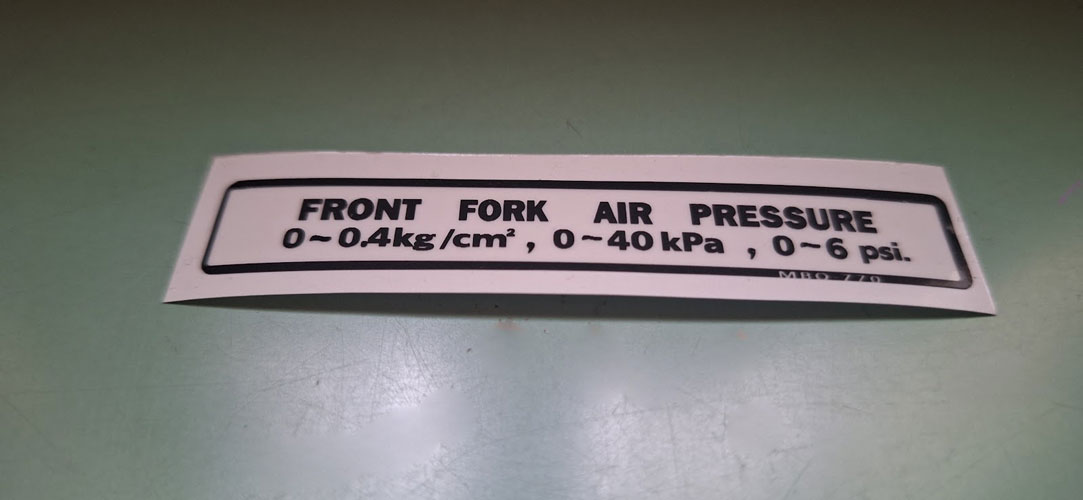 FRONT FORK AIR PRESSURE
0~0.4kg/cm², 0~40 kPa , 0~6 psi.